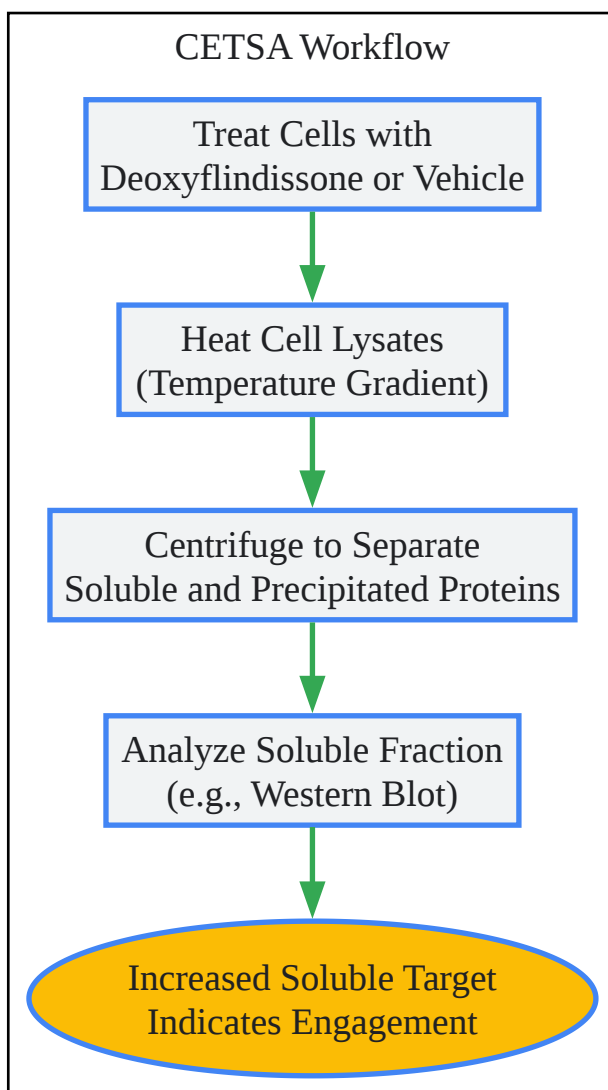 CETSA Workflow
Treat Cells with
Deoxyflindissone or Vehicle
Heat Cell Lysates
(Temperature Gradient)
Centrifuge to Separate
Soluble and Precipitated Proteins
Analyze Soluble Fraction
(e.g., Western Blot)
Increased Soluble Target
Indicates Engagement